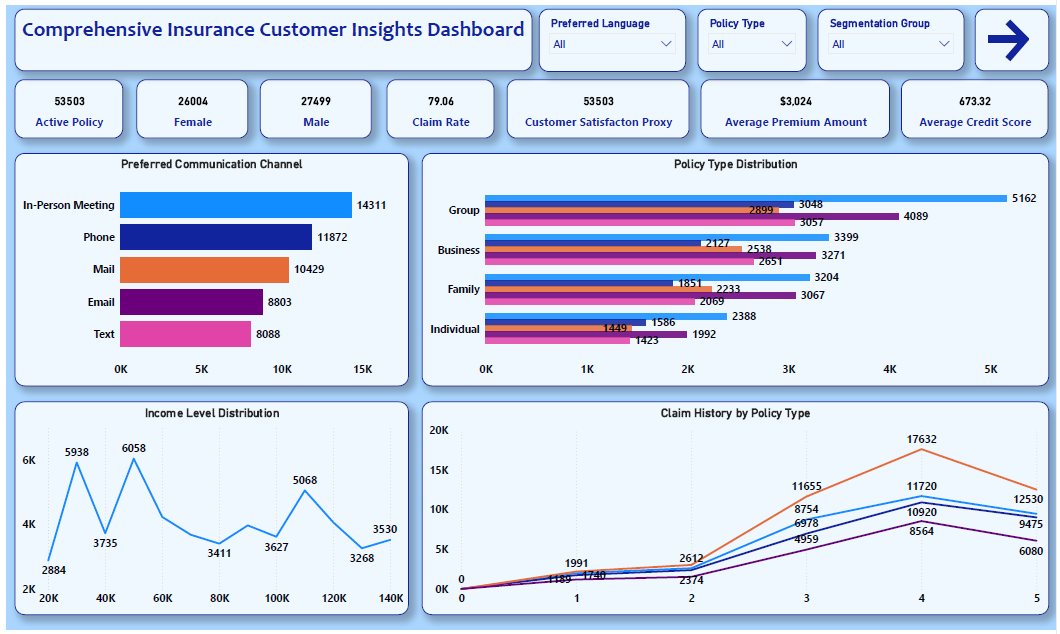 Comprehensive Insurance Customer Insights Dashboard
Preferred Language
All
Policy Type
All
Segmentation Group
All
53503
Active Policy
26004
Female
27499
Male
79.06
Claim Rate
53503
Customer Satisfacton Proxy
$3,024
Average Premium Amount
673.32
Average Credit Score
Preferred Communication Channel
In-Person Meeting 14311
Phone 11872
Mail 10429
Email 8803
Text 8088
0K 5K 10K 15K
Policy Type Distribution
Group
5162
3048
2899
4089
3057
Business
3399
2127
2538
3271
2651
Family
3204
1851
2233
3067
2069
Individual
2388
1586
1449
1992
1423
0K 1K 2K 3K 4K 5K
Income Level Distribution
6K
4K
2K
2884
5938
3735
6058
3411
3627
5068
3268
3530
20K 40K 60K 80K 100K 120K 140K
Claim History by Policy Type
20K
15K
10K
5K
0K
0
1991
1189
1740
2612
2374
11655
8754
6978
4959
17632
11720
10920
8564
12530
9475
6080
0 1 2 3 4 5